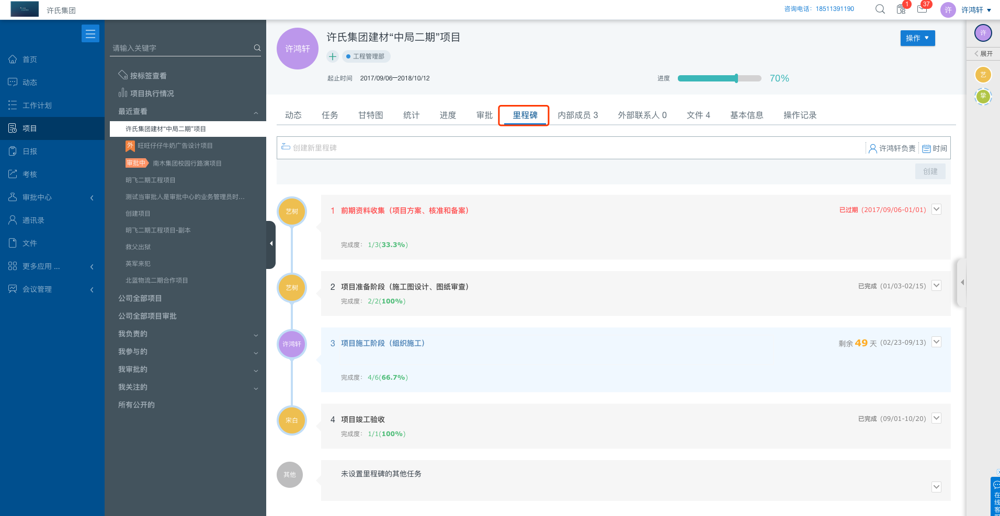 许氏集团
咨询电话：18511391190
1
37
许
许鸿轩
首页
动态
工作计划
项目
日报
考核
审批中心
通讯录
文件
更多应用 ...
会议管理
请输入关键字
按标签查看
项目执行情况
最近查看
许氏集团建材“中局二期”项目
外 旺旺仔仔牛奶广告设计项目
审批中 南木集团校园行路演项目
明飞二期工程项目
测试当审批人是审批中心的业务管理员时...
创建项目
明飞二期工程项目-副本
救父出狱
英军来犯
北蓝物流二期合作项目
公司全部项目
公司全部项目审批
我负责的
我参与的
我审批的
我关注的
所有公开的
许鸿轩
许氏集团建材“中局二期”项目
工程管理部
起止时间 2017/09/06—2018/10/12
进度 70%
操作
动态 任务 甘特图 统计 进度 审批 里程碑 内部成员 3 外部联系人 0 文件 4 基本信息 操作记录
创建新里程碑
许鸿轩负责
时间
创建
艺树
1 前期资料收集（项目方案、核准和备案）
已过期 (2017/09/06-01/01)
完成度： 1/3(33.3%)
艺树
2 项目准备阶段（施工图设计、图纸审查）
已完成 (01/03-02/15)
完成度： 2/2(100%)
许鸿轩
3 项目施工阶段（组织施工）
剩余 49 天 (02/23-09/13)
完成度： 4/6(66.7%)
宋白
4 项目竣工验收
已完成 (09/01-10/20)
完成度： 1/1(100%)
其他
未设置里程碑的其他任务
许
展开
艺
挚
在
线
客